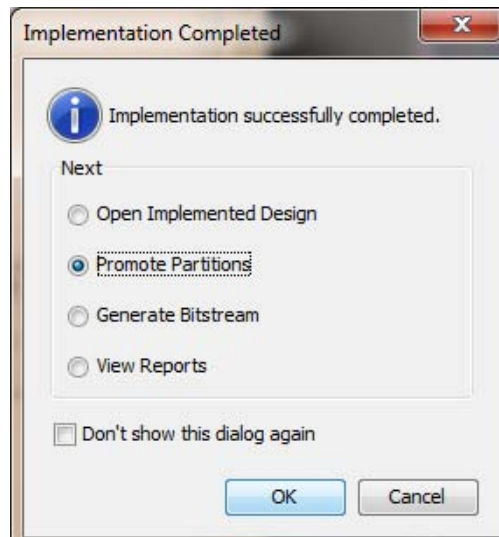 Implementation Completed
Implementation successfully completed.
Next
Open Implemented Design
Promote Partitions
Generate Bitstream
View Reports
Don't show this dialog again
OK
Cancel